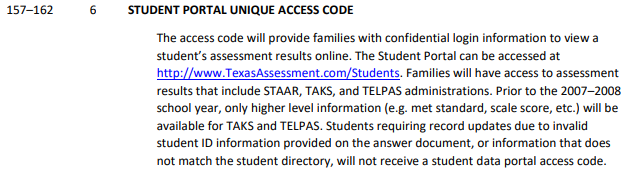 157–162 6 STUDENT PORTAL UNIQUE ACCESS CODE
The access code will provide families with confidential login information to view a
student’s assessment results online. The Student Portal can be accessed at
http://www.TexasAssessment.com/Students. Families will have access to assessment
results that include STAAR, TAKS, and TELPAS administrations. Prior to the 2007–2008
school year, only higher level information (e.g. met standard, scale score, etc.) will be
available for TAKS and TELPAS. Students requiring record updates due to invalid
student ID information provided on the answer document, or information that does
not match the student directory, will not receive a student data portal access code.